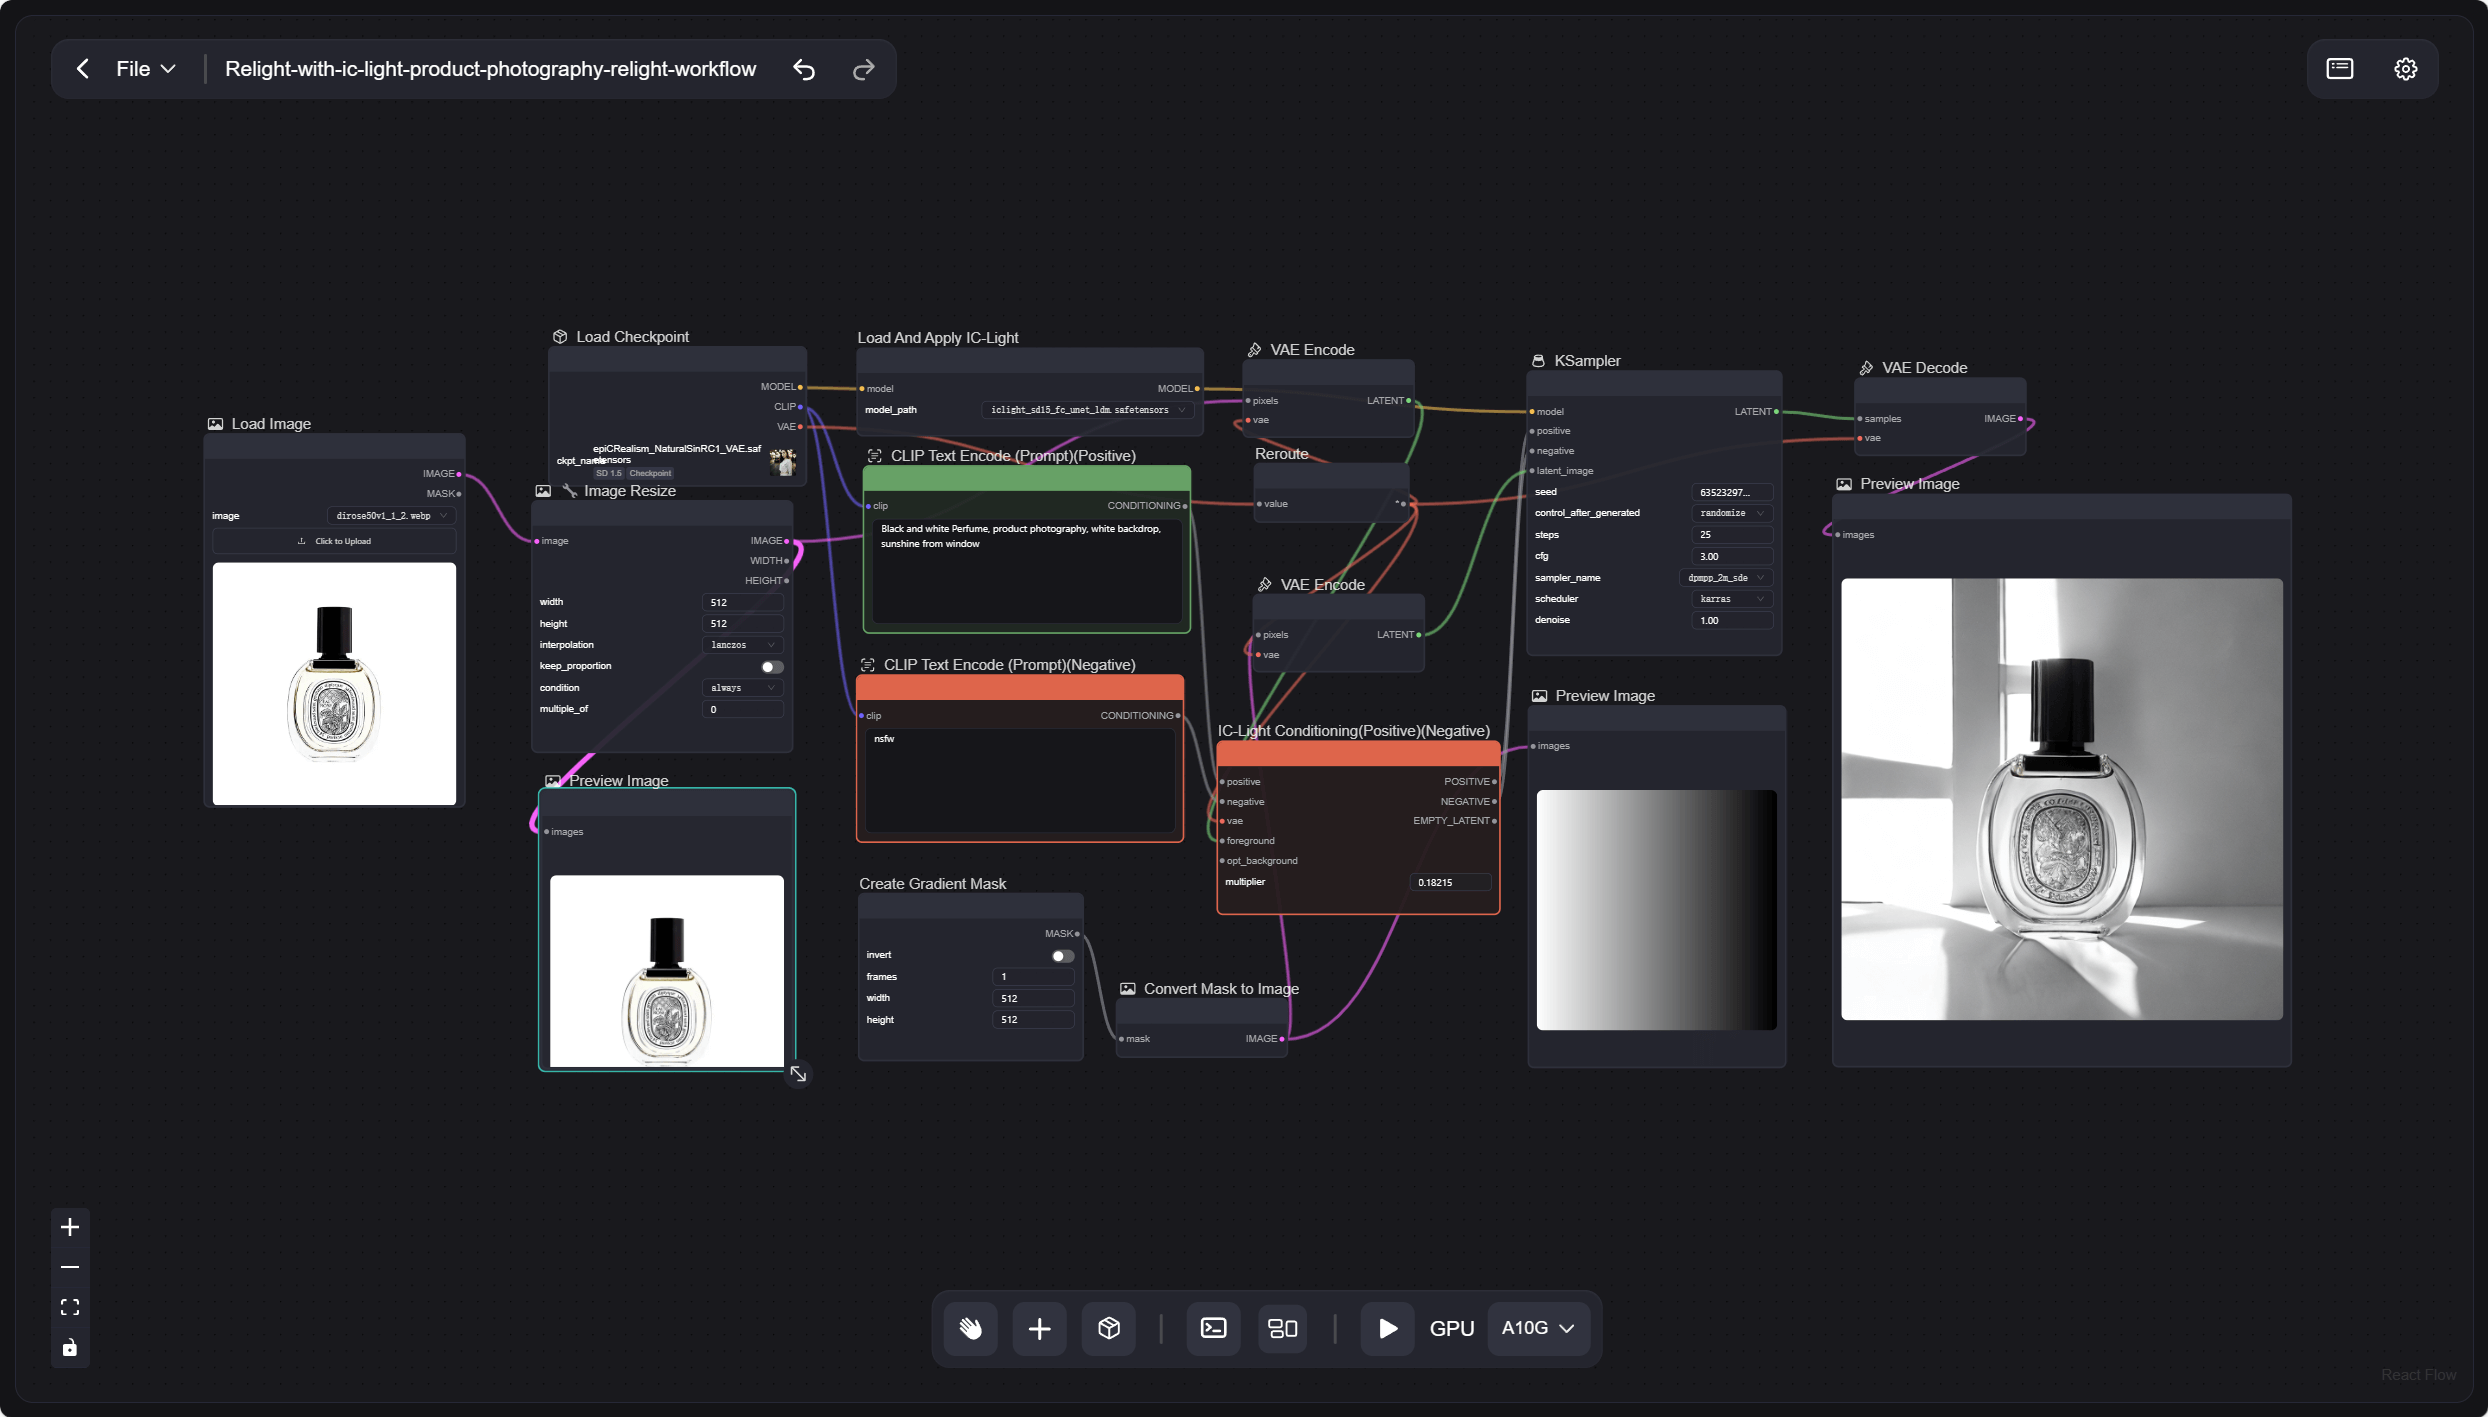 File
Relight-with-ic-light-product-photography-relight-workflow
Load Image
IMAGE
MASK
image
dirose50v1_1_2.webp
Click to Upload
Load Checkpoint
MODEL
CLIP
VAE
ckpt_name
epiCRealism_NaturalSinRC1_VAE.saf
etensors
SD 1.5
Checkpoint
Image Resize
image
IMAGE
WIDTH
HEIGHT
width
512
height
512
interpolation
lanczos
keep_proportion
condition
always
multiple_of
0
Preview Image
images
Load And Apply IC-Light
model
MODEL
model_path
iclight_sd15_fc_unet_ldm.safetensors
CLIP Text Encode (Prompt)(Positive)
clip
CONDITIONING
Black and white Perfume, product photography, white backdrop,
sunshine from window
CLIP Text Encode (Prompt)(Negative)
clip
CONDITIONING
nsfw
Create Gradient Mask
MASK
invert
frames
1
width
512
height
512
Convert Mask to Image
mask
IMAGE
VAE Encode
pixels
LATENT
vae
Reroute
value
VAE Encode
pixels
LATENT
vae
IC-Light Conditioning(Positive)(Negative)
positive
POSITIVE
negative
NEGATIVE
vae
EMPTY_LATENT
foreground
opt_background
multiplier
0.18215
KSampler
model
LATENT
positive
negative
latent_image
seed
63523297...
control_after_generated
randomize
steps
25
cfg
3.00
sampler_name
dpmpp_2m_sde
scheduler
karras
denoise
1.00
Preview Image
images
VAE Decode
samples
IMAGE
vae
Preview Image
images
GPU
A10G
React Flow